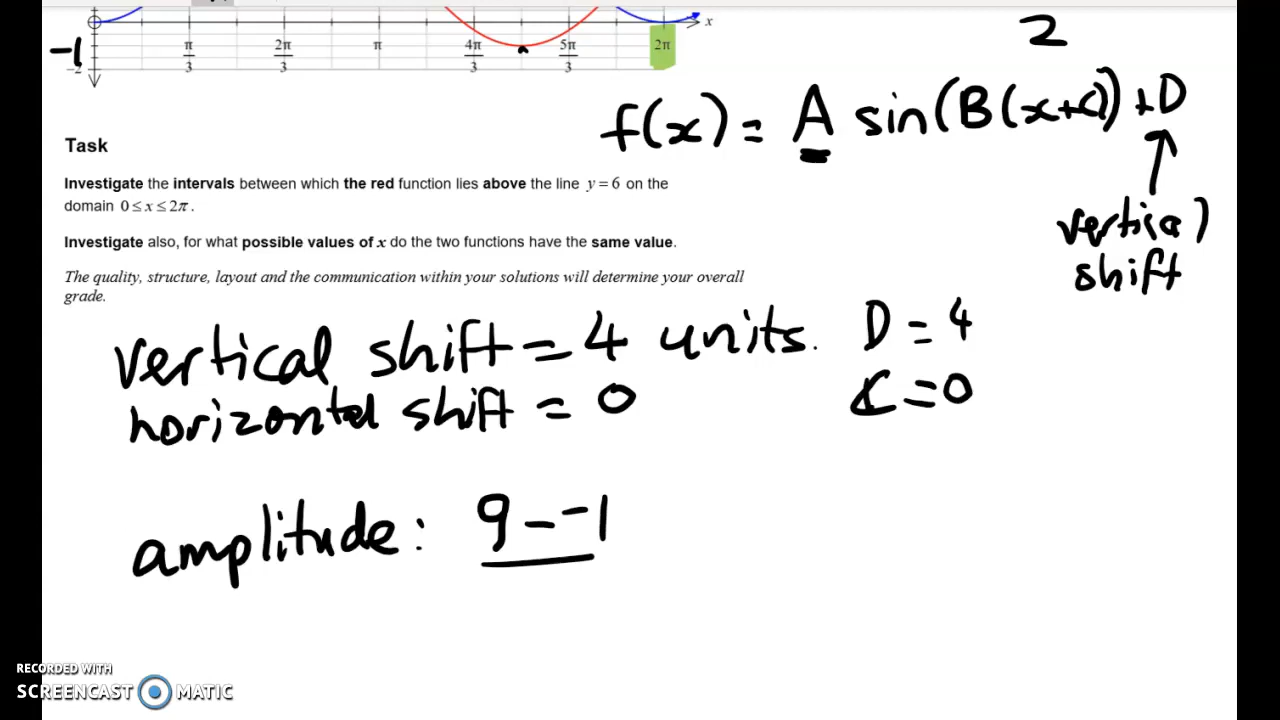 x
-1
π/3 2π/3 π 4π/3 5π/3 2π
-2
2
f(x) = A sin(B(x+C)) + D
Task
Investigate the intervals between which the red function lies above the line y = 6 on the
domain 0 ≤ x ≤ 2π.
vertical
shift
Investigate also, for what possible values of x do the two functions have the same value.
The quality, structure, layout and the communication within your solutions will determine your overall
grade.
vertical shift = 4 units. D = 4
horizontal shift = 0 C = 0
amplitude: 9 - -1
RECORDED WITH
SCREENCAST MATIC